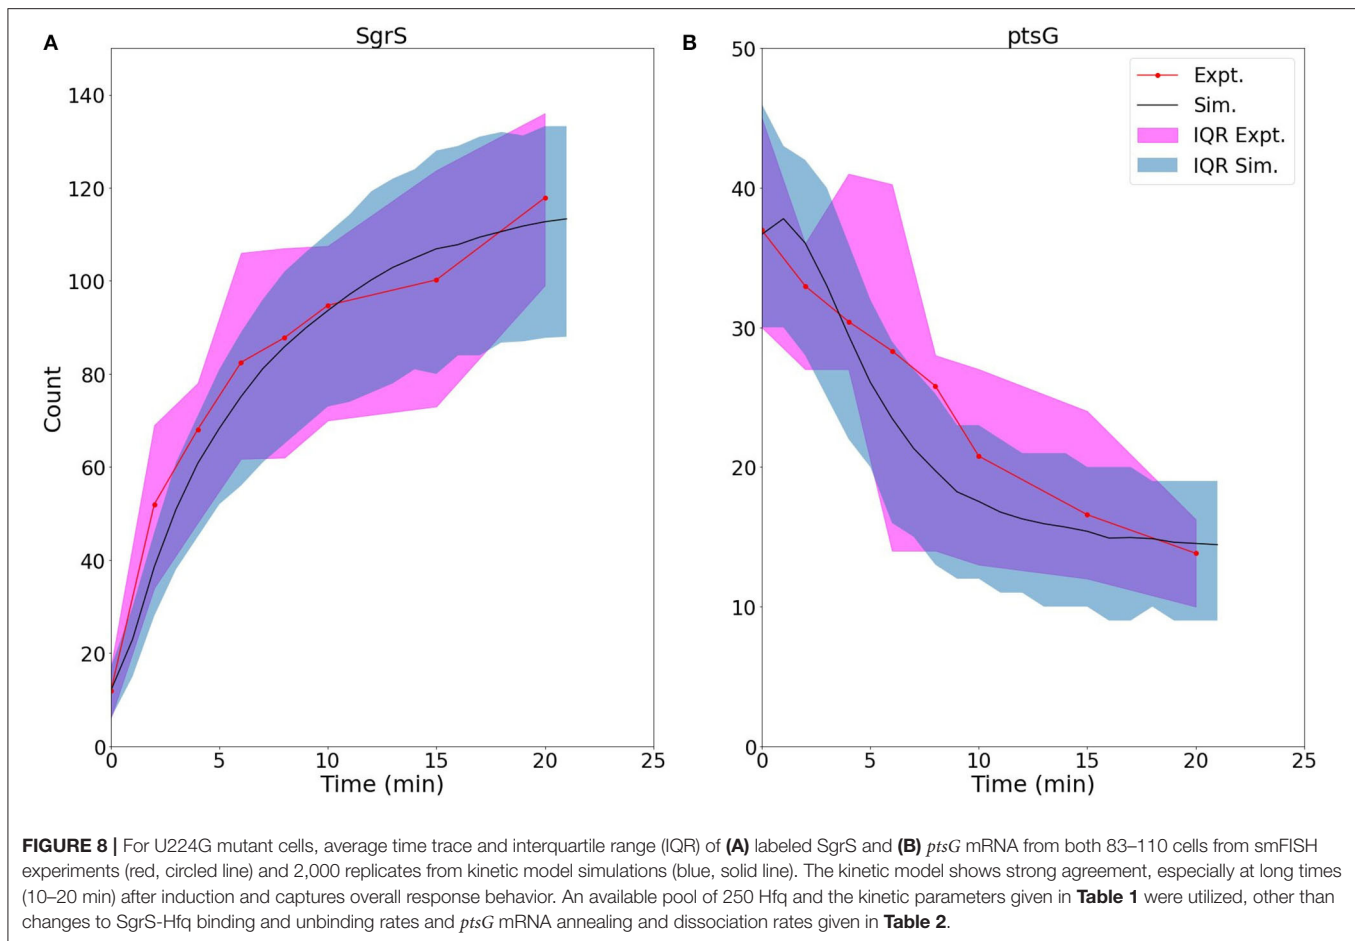 A
SgrS
140
120
100
80
60
40
20
0
Count
0 5 10 15 20 25
Time (min)
B
ptsG
50
40
30
20
10
0
Expt.
Sim.
IQR Expt.
IQR Sim.
0 5 10 15 20 25
Time (min)
FIGURE 8 | For U224G mutant cells, average time trace and interquartile range (IQR) of (A) labeled SgrS and (B) ptsG mRNA from both 83–110 cells from smFISH
experiments (red, circled line) and 2,000 replicates from kinetic model simulations (blue, solid line). The kinetic model shows strong agreement, especially at long times
(10–20 min) after induction and captures overall response behavior. An available pool of 250 Hfq and the kinetic parameters given in Table 1 were utilized, other than
changes to SgrS-Hfq binding and unbinding rates and ptsG mRNA annealing and dissociation rates given in Table 2.